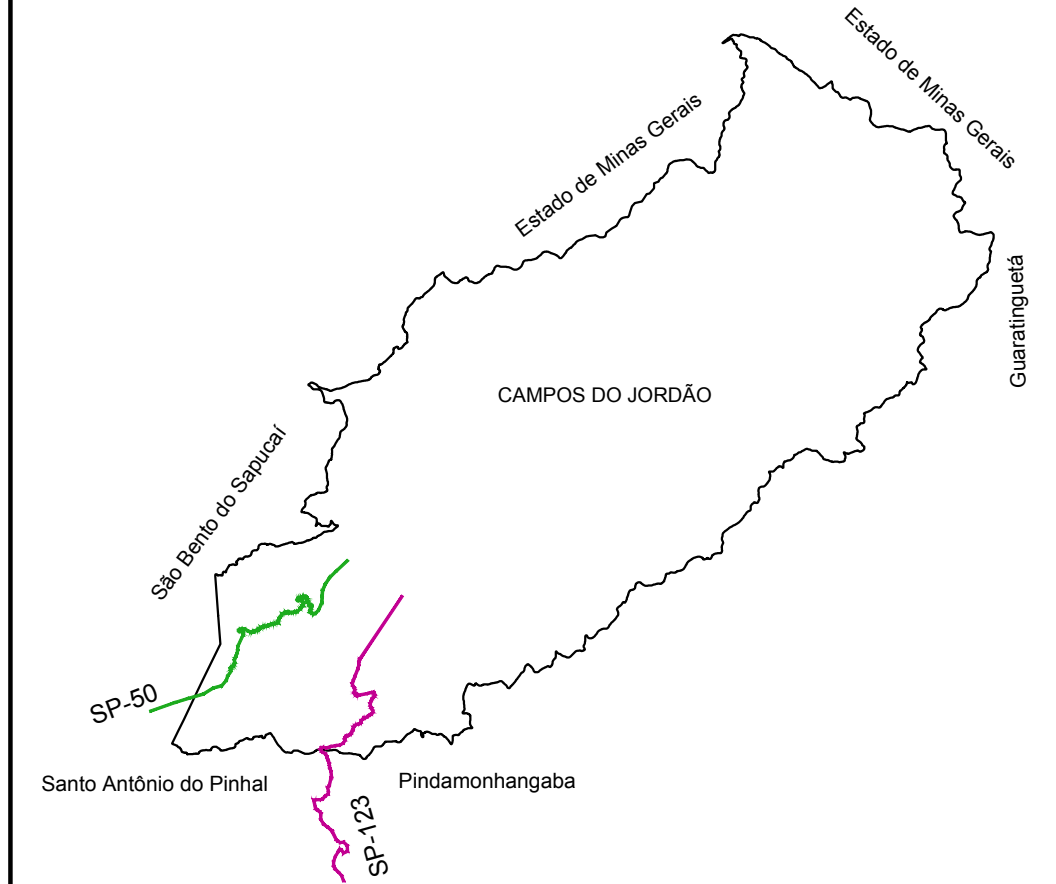 Estado de Minas Gerais
Estado de Minas Gerais
Guaratinguetá
CAMPOS DO JORDÃO
São Bento do Sapucaí
SP-50
Santo Antônio do Pinhal
Pindamonhangaba
SP-123